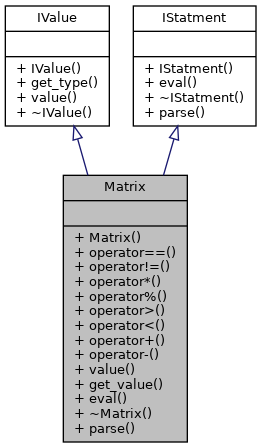 IValue
+ IValue()
+ get_type()
+ value()
+ ~IValue()
IStatment
+ IStatment()
+ eval()
+ ~IStatment()
+ parse()
Matrix
+ Matrix()
+ operator==()
+ operator!=()
+ operator*()
+ operator%()
+ operator>()
+ operator<()
+ operator+()
+ operator-()
+ value()
+ get_value()
+ eval()
+ ~Matrix()
+ parse()